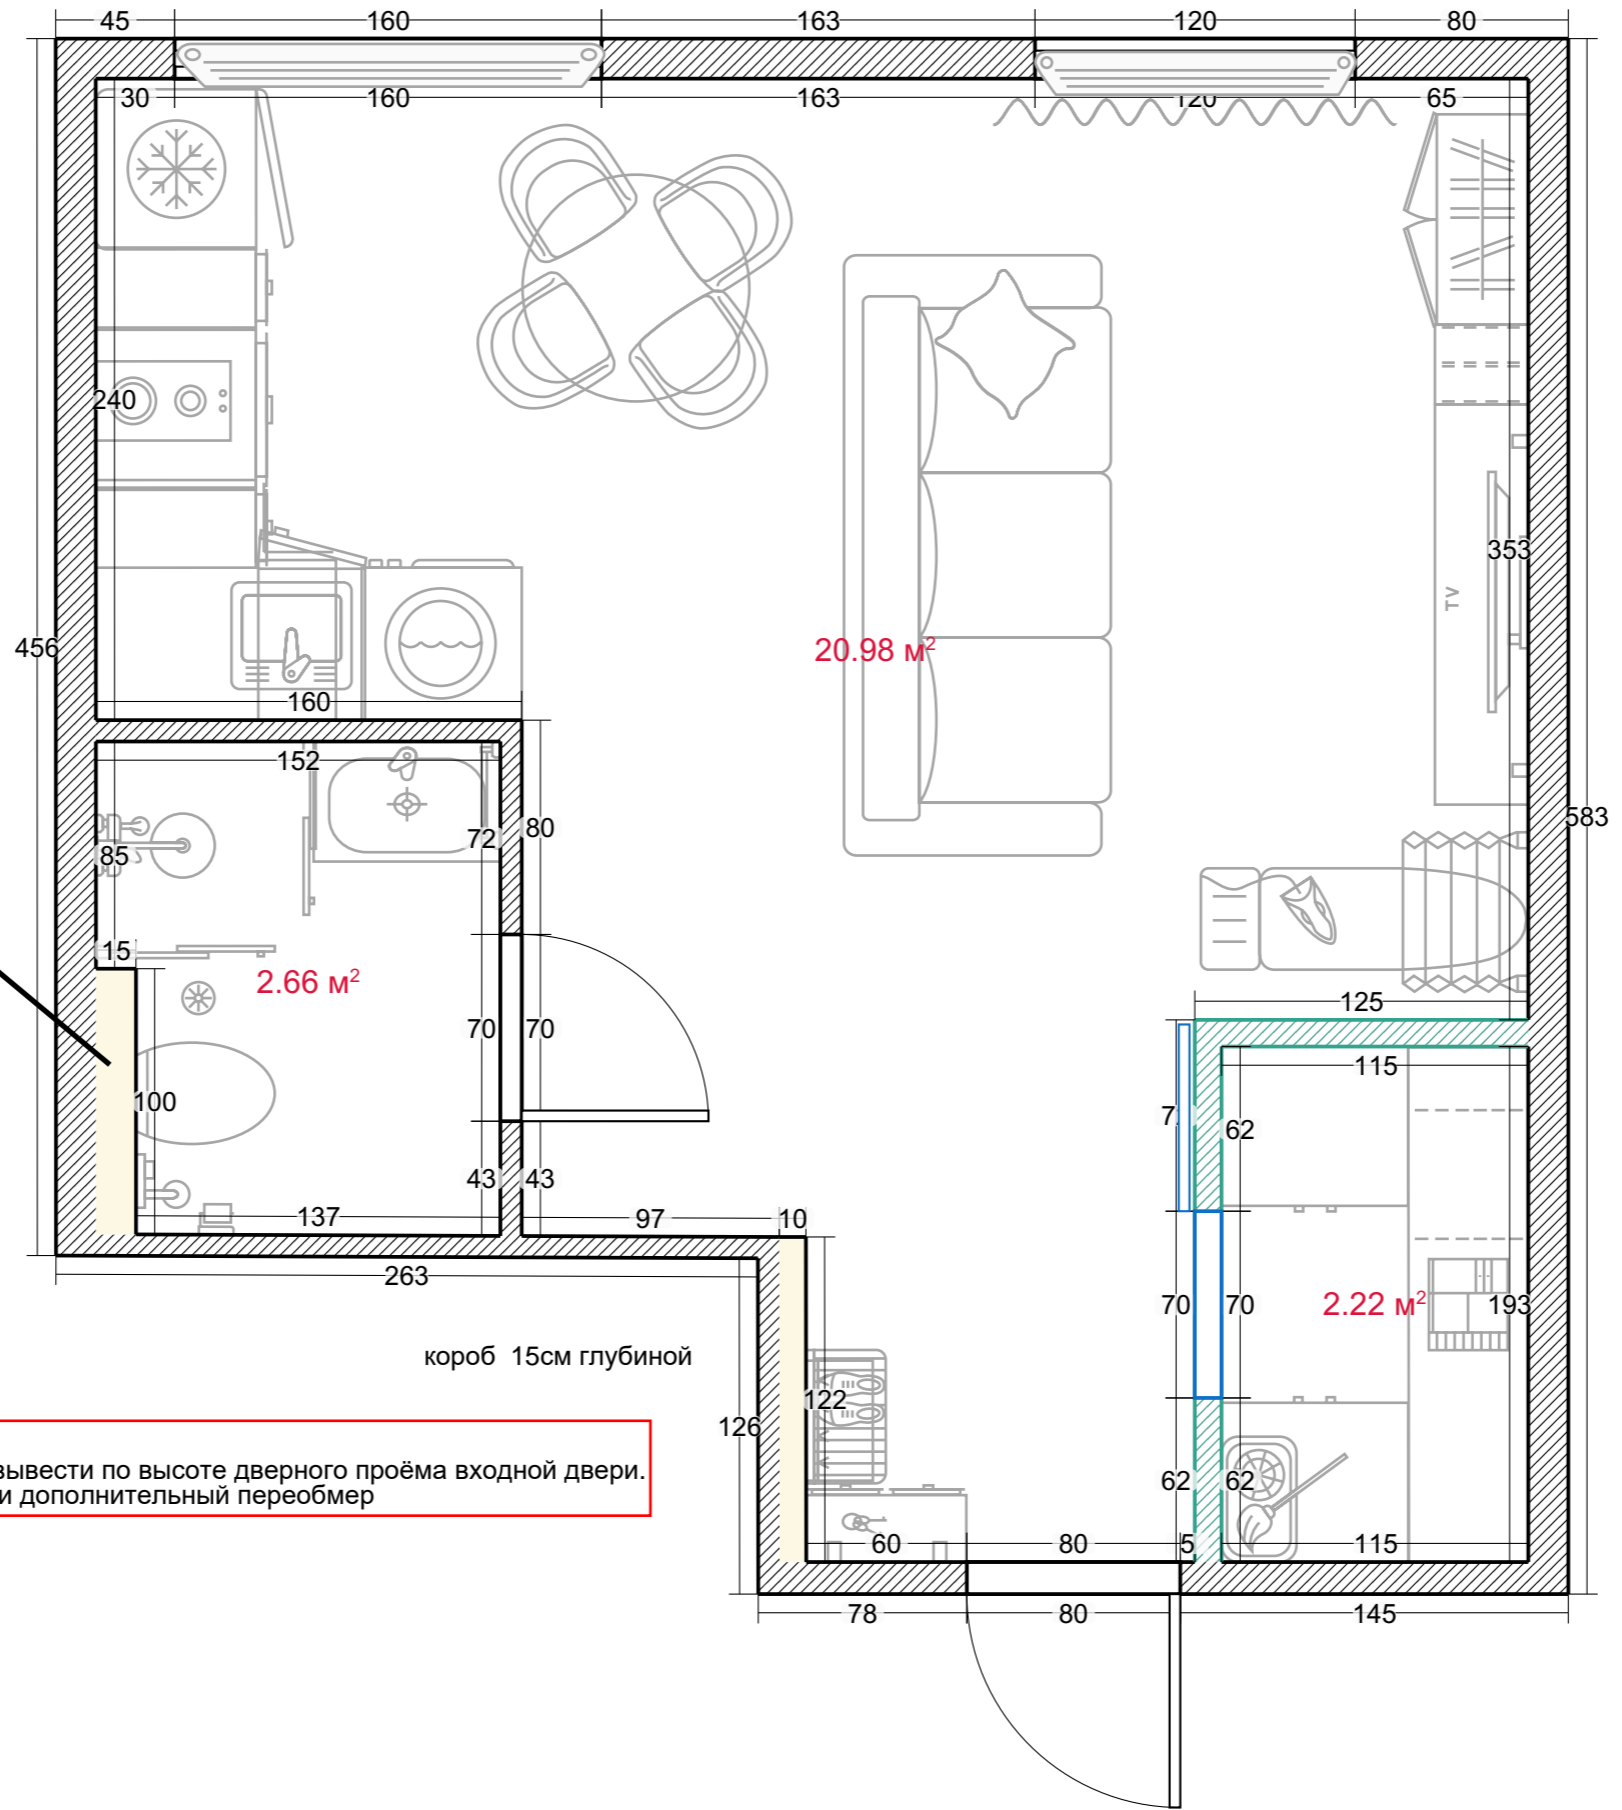 45 160 163 120 80
30 160 163 120 65
240
353
TV
456
20.98 м²
160
152
583
72 80
85
15
2.66 м²
125
70 70
115
100
62
43 43
137 97 10
263
70 70 2.22 м² 193
короб 15см глубиной
122
126
вывести по высоте дверного проёма входной двери.
и дополнительный переобмер
62 62
60 80 5 115
78 80 145